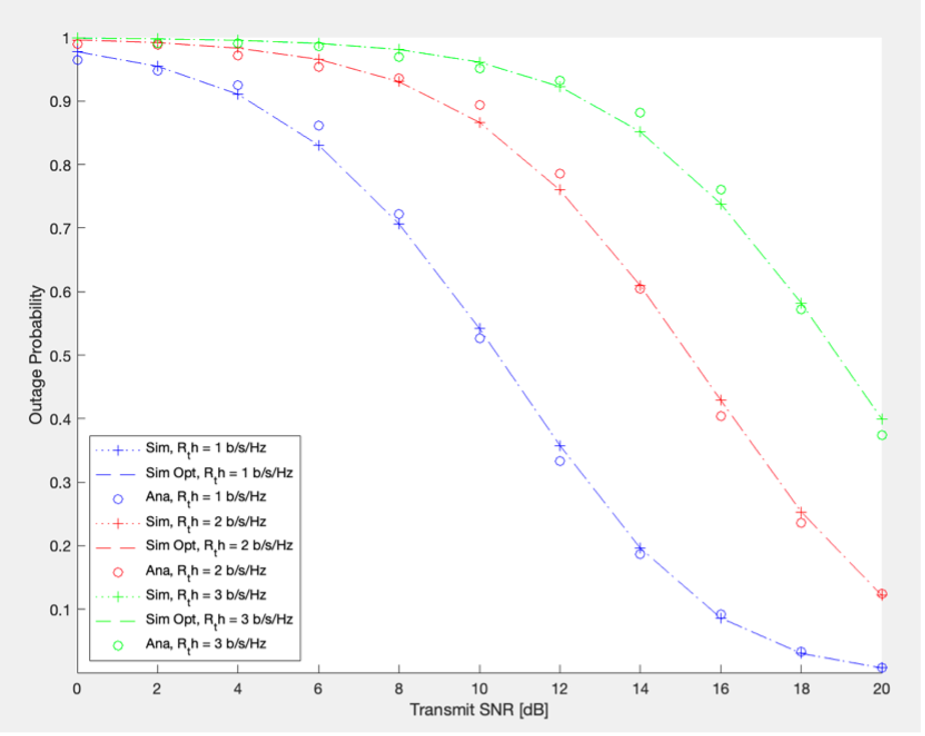 1
0.9
0.8
0.7
0.6
0.5
0.4
0.3
0.2
0.1
Outage Probability
Sim, R_th = 1 b/s/Hz
Sim Opt, R_th = 1 b/s/Hz
Ana, R_th = 1 b/s/Hz
Sim, R_th = 2 b/s/Hz
Sim Opt, R_th = 2 b/s/Hz
Ana, R_th = 2 b/s/Hz
Sim, R_th = 3 b/s/Hz
Sim Opt, R_th = 3 b/s/Hz
Ana, R_th = 3 b/s/Hz
0 2 4 6 8 10 12 14 16 18 20
Transmit SNR [dB]